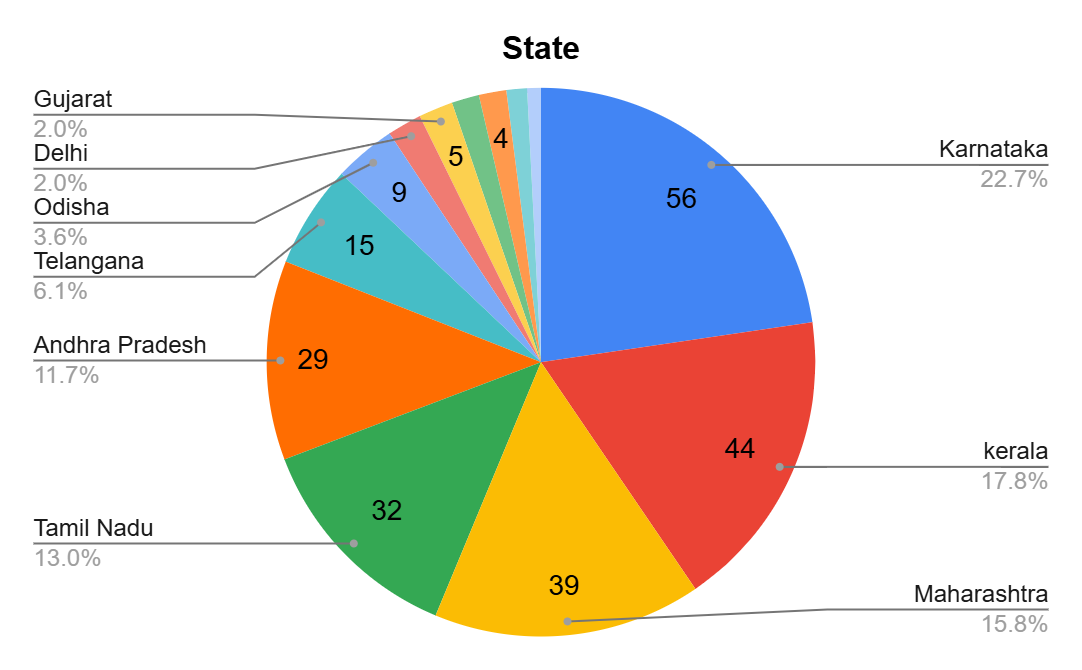 State
Gujarat
2.0%
Delhi
2.0%
Odisha
3.6%
Telangana
6.1%
Andhra Pradesh
11.7%
Tamil Nadu
13.0%
Karnataka
22.7%
kerala
17.8%
Maharashtra
15.8%
56
44
39
32
29
15
9
5
4